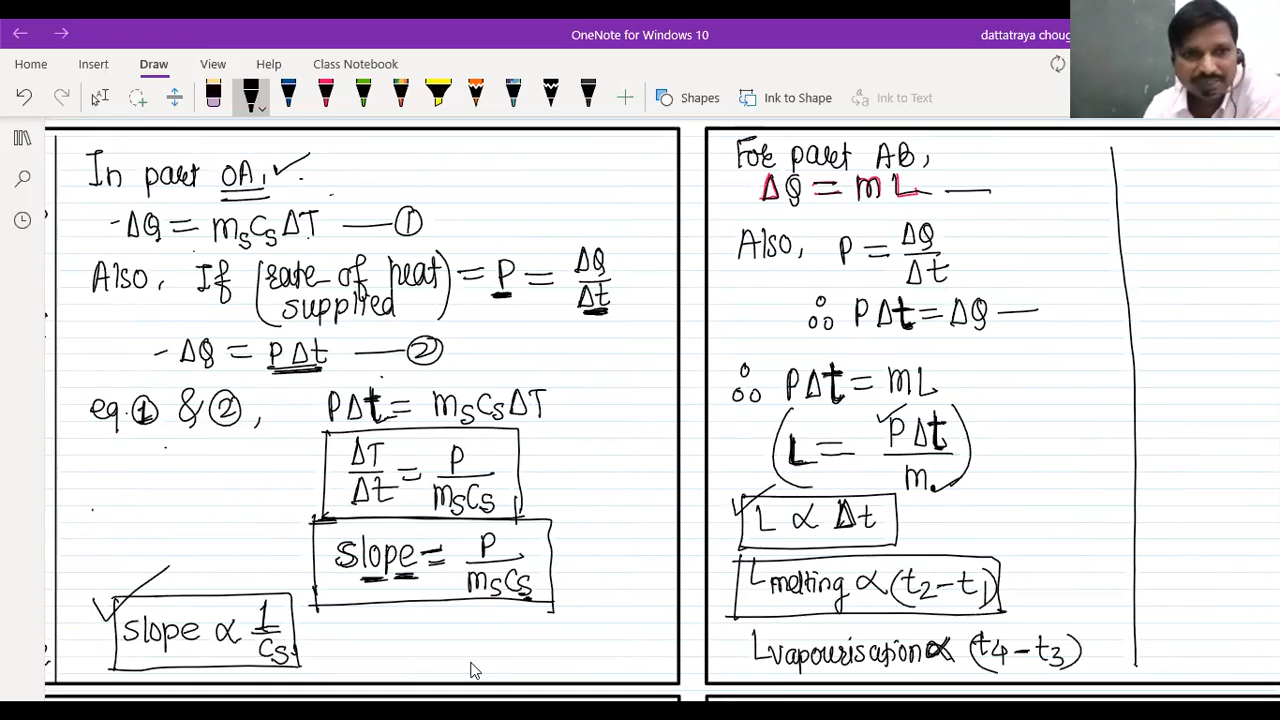 OneNote for Windows 10
dattatraya choug
Home Insert Draw View Help Class Notebook
Shapes Ink to Shape Ink to Text
In part OA, ✓.
-ΔQ = msCsΔT —— ①
Also, If (rate of heat supplied) = P = ΔQ/Δt
-ΔQ = PΔt —— ②
eq. ① & ②, PΔt = msCsΔT
ΔT/Δt = P/msCs
slope = P/msCs
slope ∝ 1/Cs
For part AB,
ΔQ = mL ——
Also, P = ΔQ/Δt
∴ PΔt = ΔQ —
∴ PΔt = mL
(L = PΔt/m)
L ∝ Δt
Lmelting ∝ (t2-t1)
Lvapourisation ∝ (t4-t3)